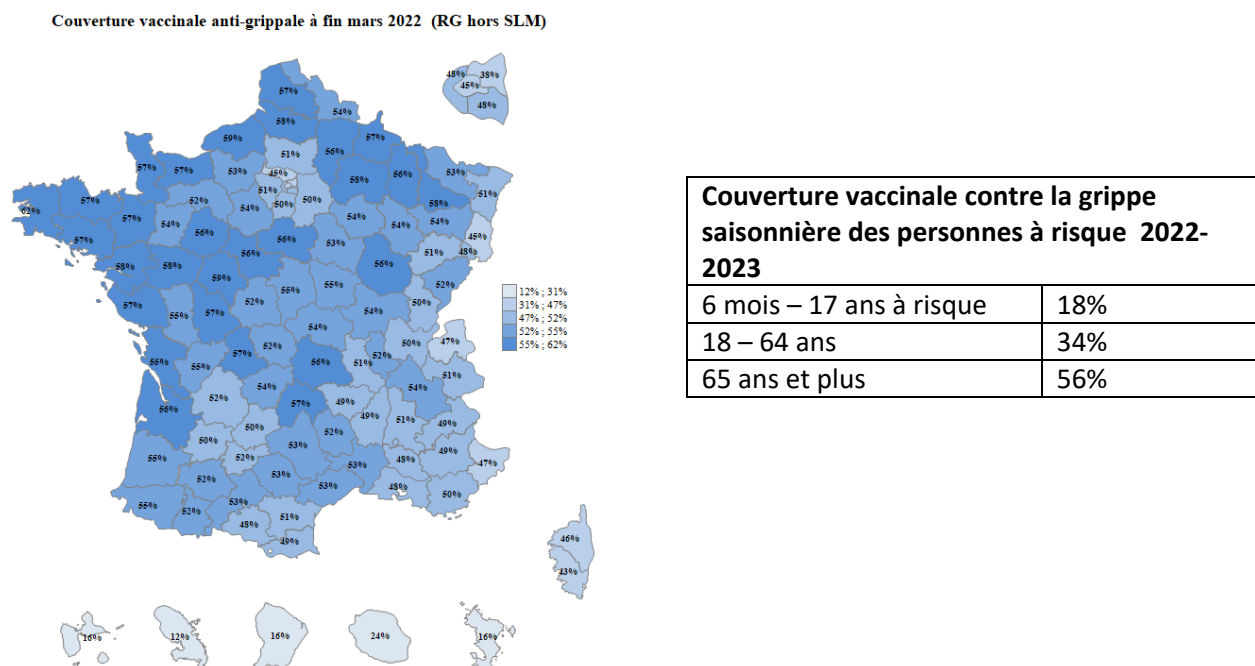 Couverture vaccinale anti-grippale à fin mars 2022 (RG hors SLM)
48% 38%
45%
48%
57%
54%
58%
59% 57%
51% 56%
57% 57% 53% 45% 58% 56% 53%
51% 50% 50% 51%
62% 57% 52% 58%
57% 54% 54% 54% 54% 54%
57% 56% 56% 53% 45%
56% 51% 48%
58% 58% 56%
59% 55% 55% 52%
57% 55% 57% 52% 54% 50%
54%
55% 55% 57% 52% 56% 51% 52% 50% 47%
51%
54% 54%
56% 52% 57% 49% 49% 51% 49%
50% 50% 52%
55% 52% 53% 48% 49% 47%
52% 53% 53% 53% 48% 50%
55% 52% 53% 48% 51%
49%
12% ; 31%
31% ; 47%
47% ; 52%
52% ; 55%
55% ; 62%
46%
43%
16% 12% 16% 24% 16%
Couverture vaccinale contre la grippe
saisonnière des personnes à risque 2022-
2023
6 mois – 17 ans à risque 18%
18 – 64 ans 34%
65 ans et plus 56%